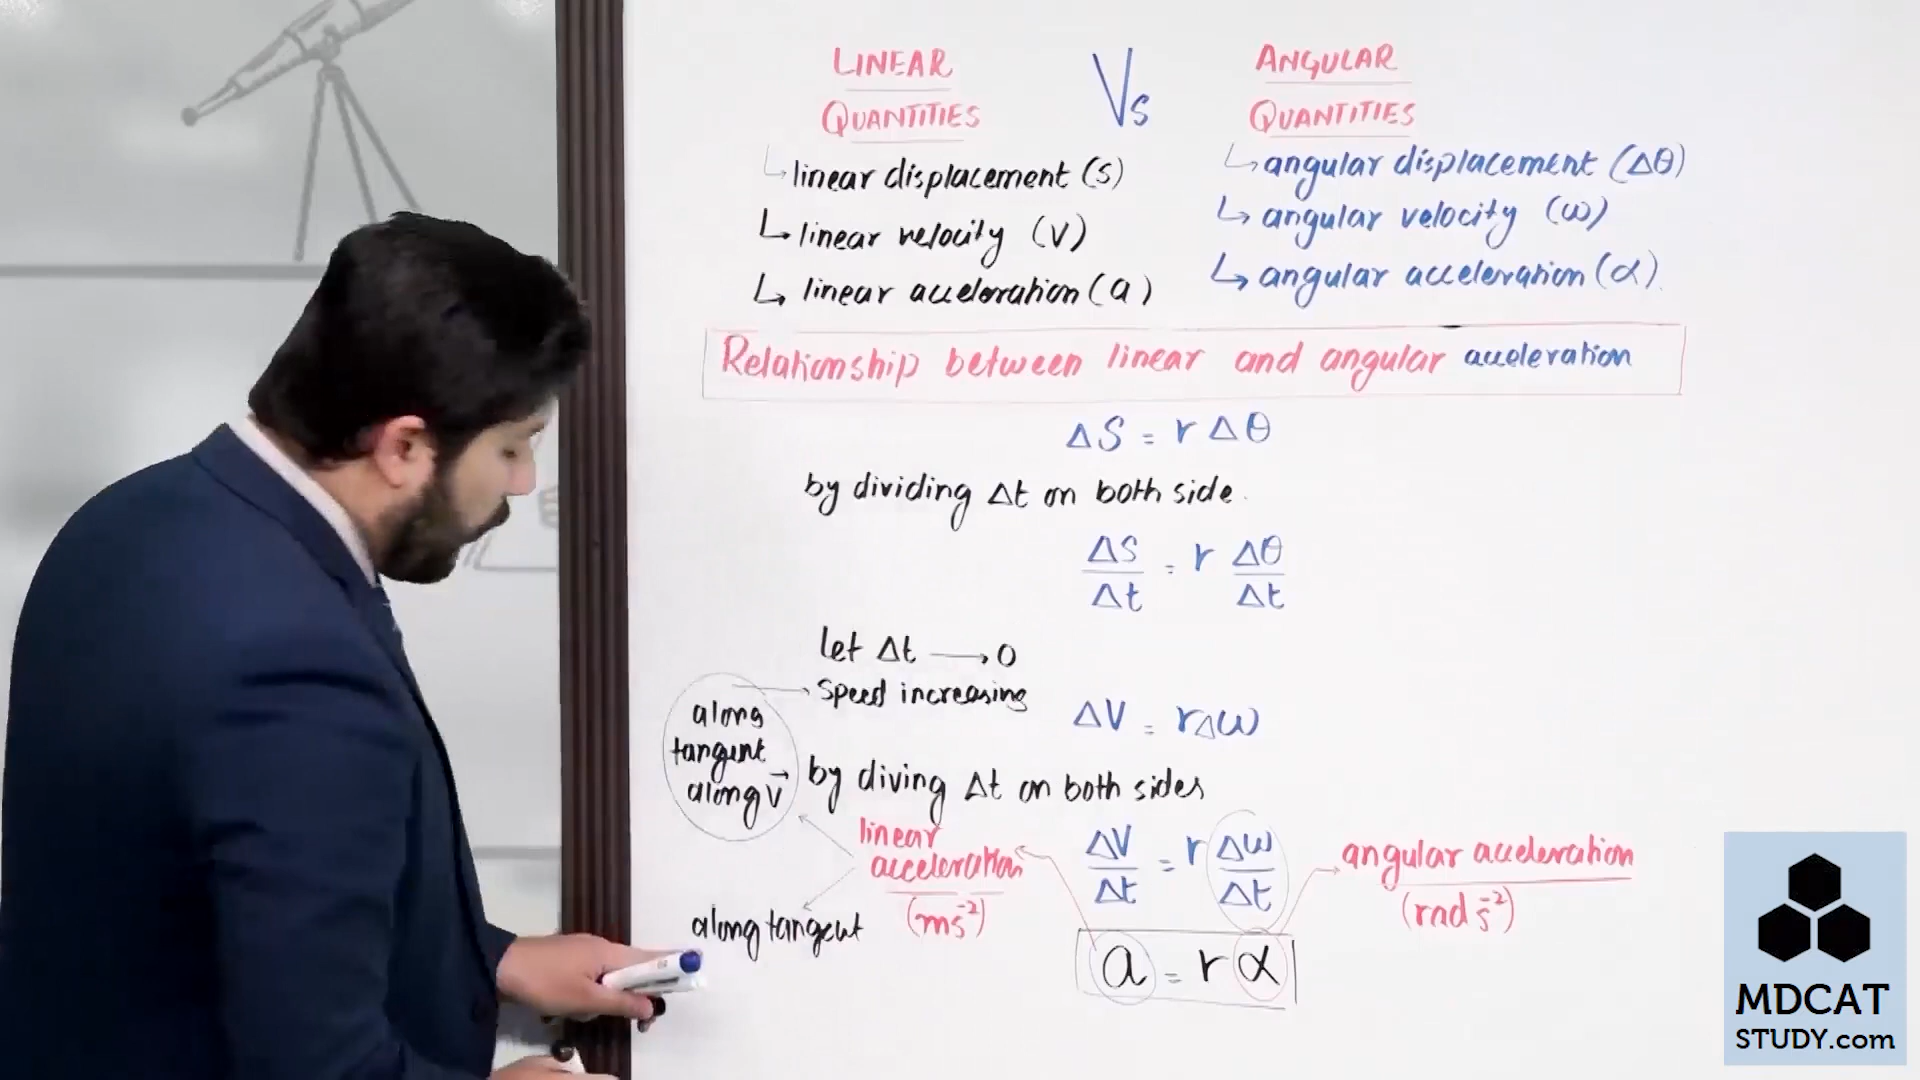 LINEAR
QUANTITIES
Vs
ANGULAR
QUANTITIES
↳ linear displacement (S)
↳ linear velocity (V)
↳ linear acceleration (a)
↳ angular displacement (Δθ)
↳ angular velocity (ω)
↳ angular acceleration (α).
Relationship between linear and angular acceleration
ΔS = r Δθ
by dividing Δt on both side.
ΔS/Δt = r Δθ/Δt
let Δt → 0
Speed increasing
ΔV = rΔω
along
tangent
along V⃗
by diving Δt on both sides
linear
acceleration
(ms⁻²)
ΔV/Δt = r Δω/Δt
angular acceleration
(rad s⁻²)
along tangent
a = rα
MDCAT
STUDY.com